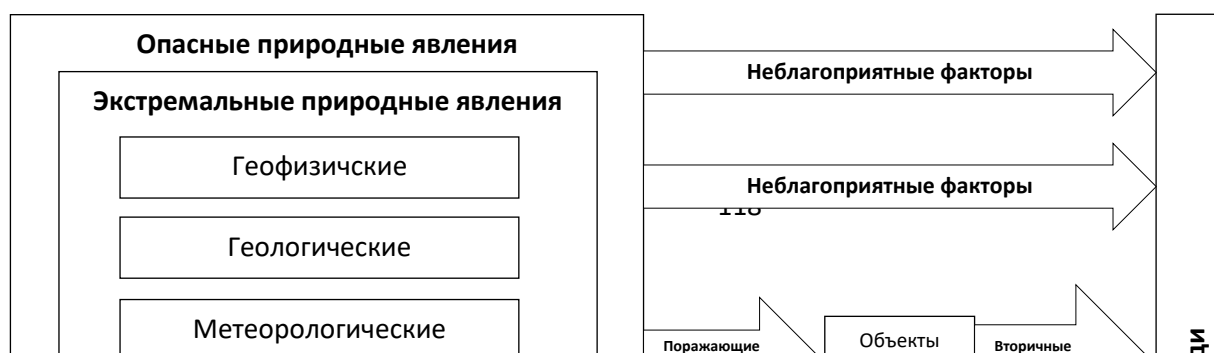 Опасные природные явления
Экстремальные природные явления
Геофизичские
Геологические
Метеорологические
Неблагоприятные факторы
Неблагоприятные факторы
118
Поражающие
Объекты
Вторичные